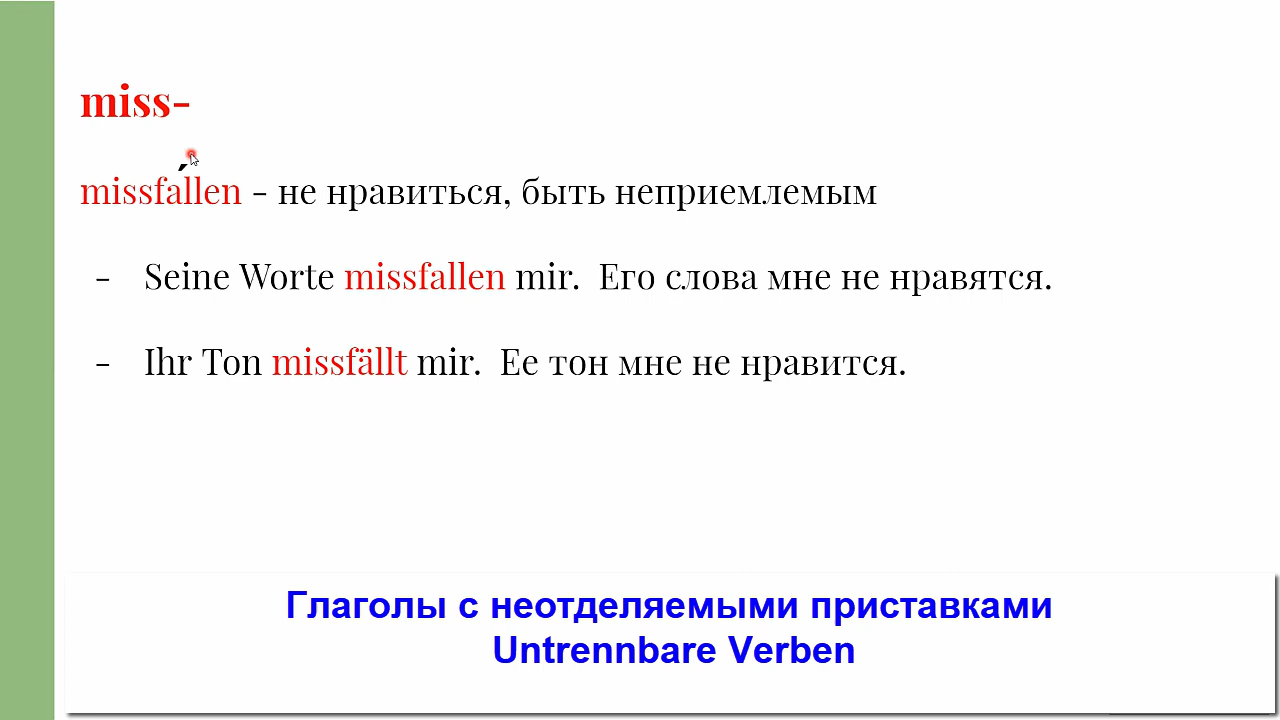 miss-
missfállen - не нравиться, быть неприемлемым
- Seine Worte missfallen mir. Его слова мне не нравятся.
- Ihr Ton missfällt mir. Ее тон мне не нравится.
Глаголы с неотделяемыми приставками
Untrennbare Verben